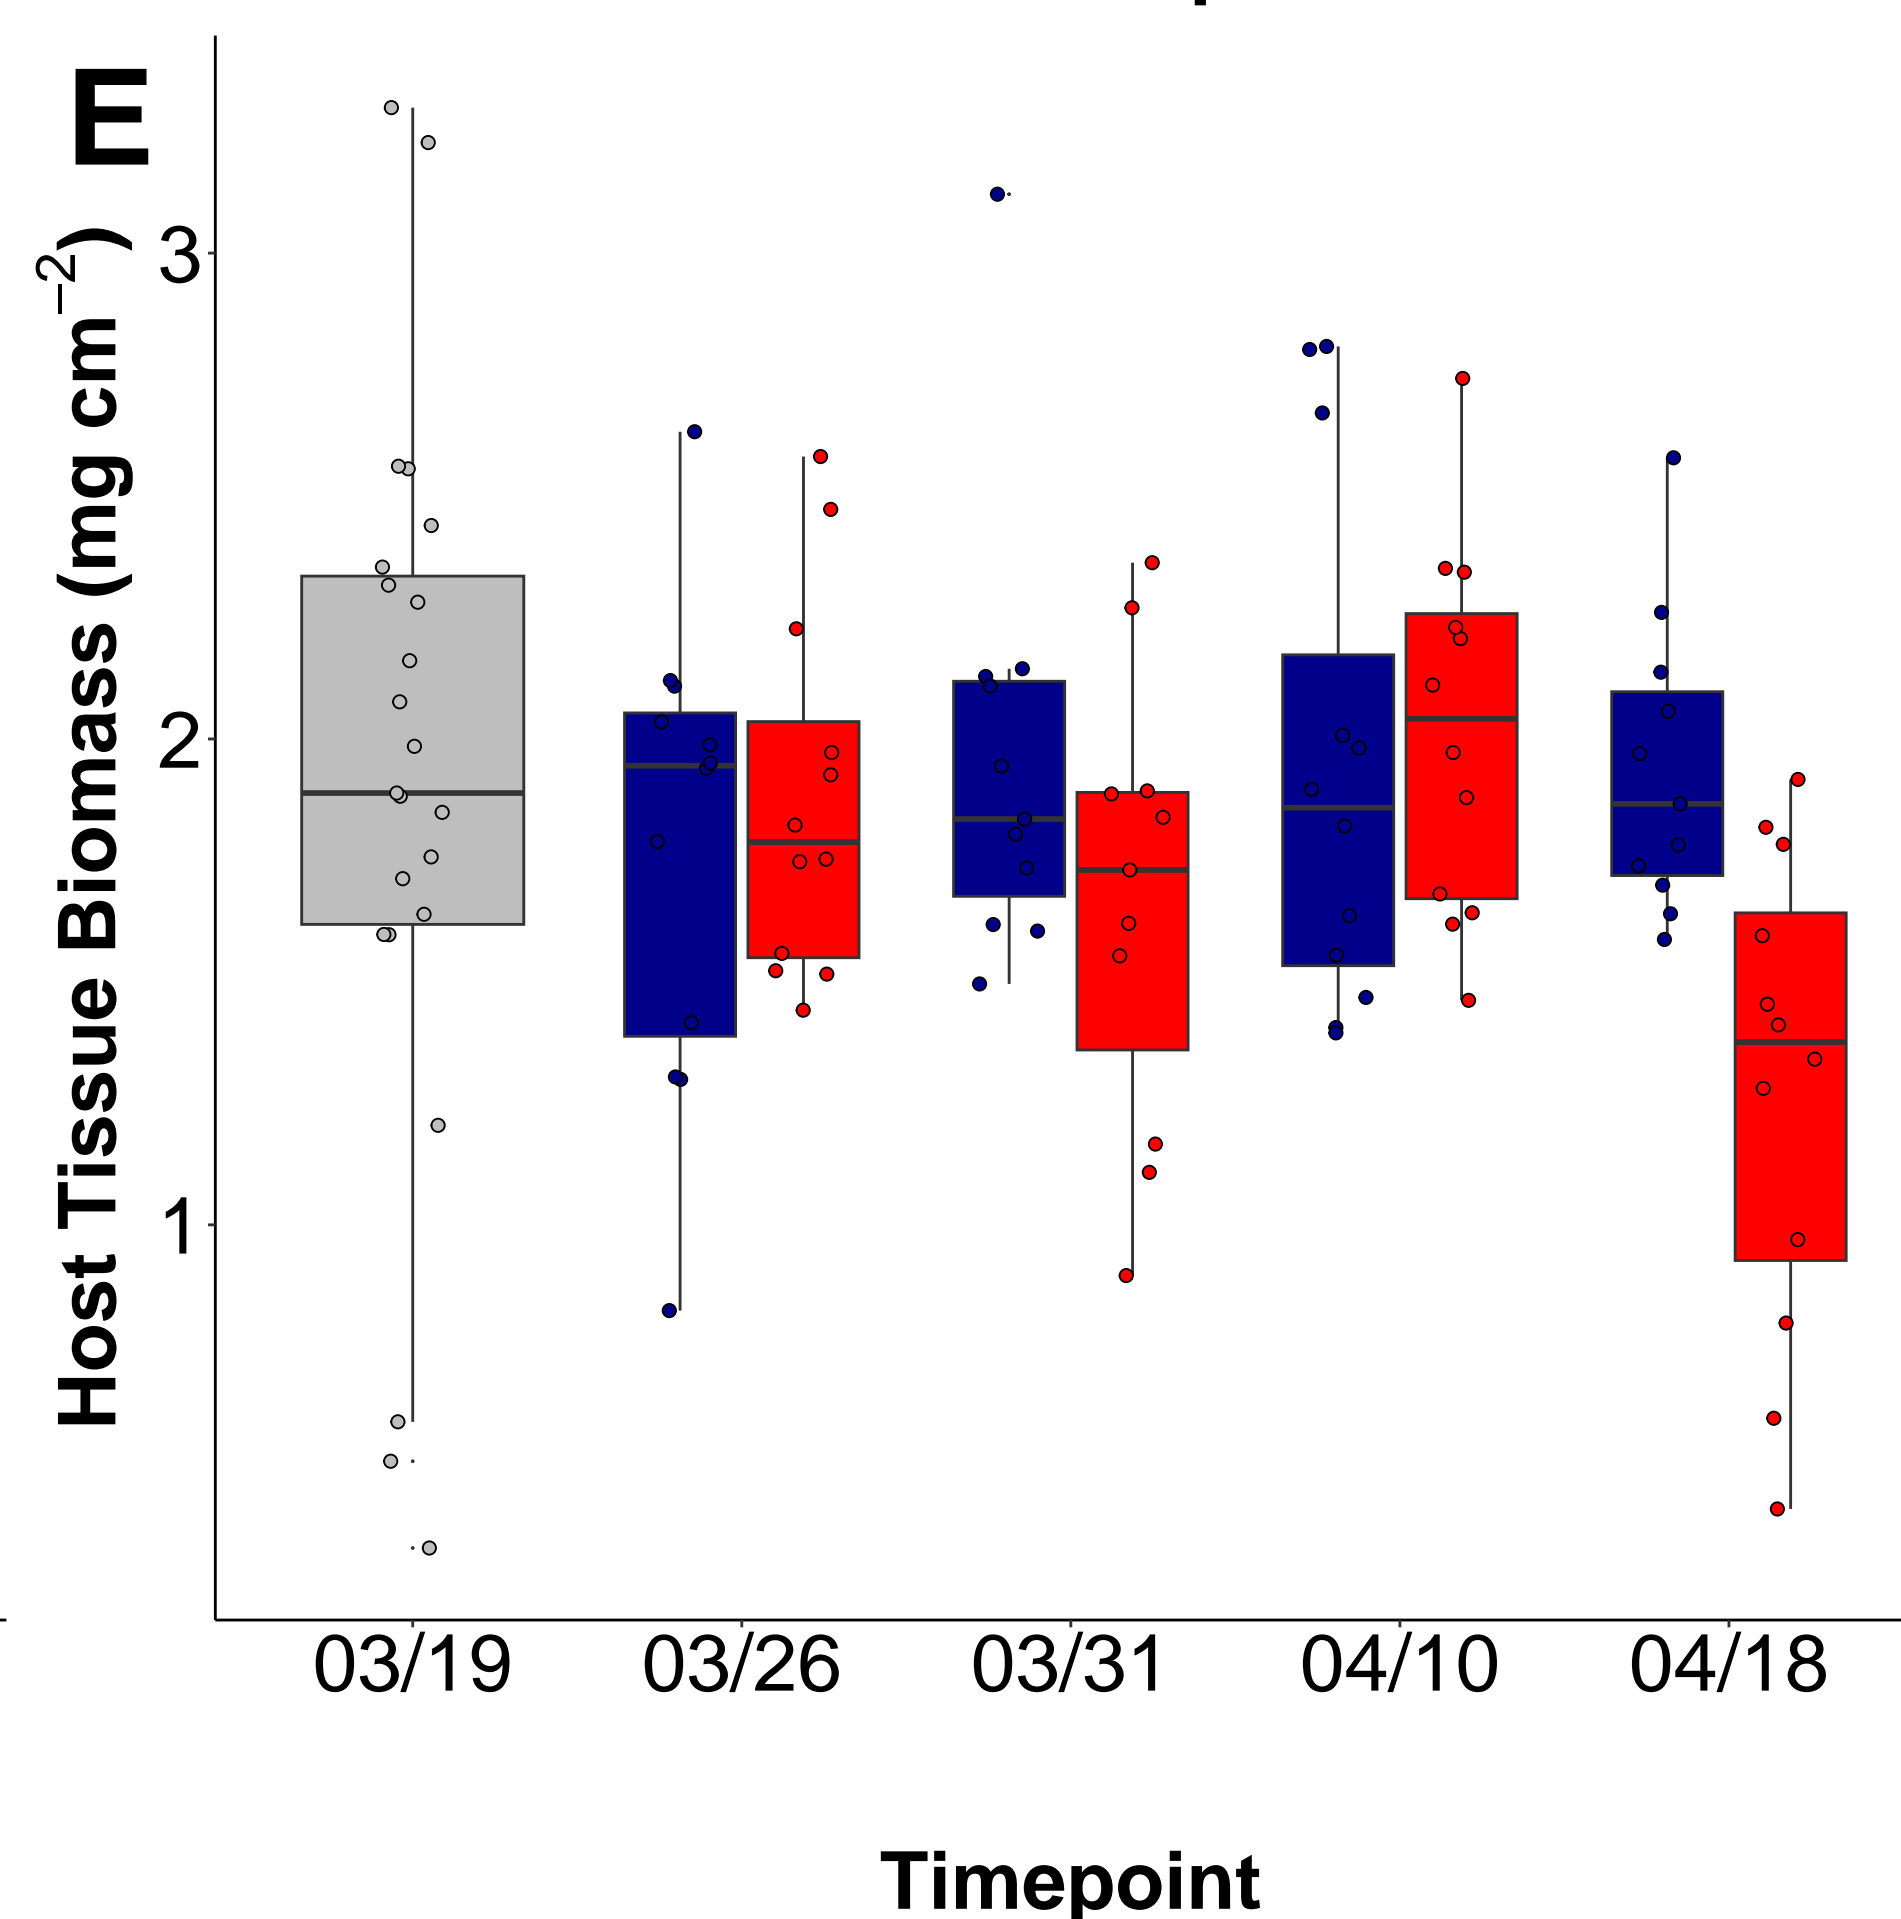 E
Host Tissue Biomass (mg cm⁻²)
3
2
1
03/19 03/26 03/31 04/10 04/18
Timepoint